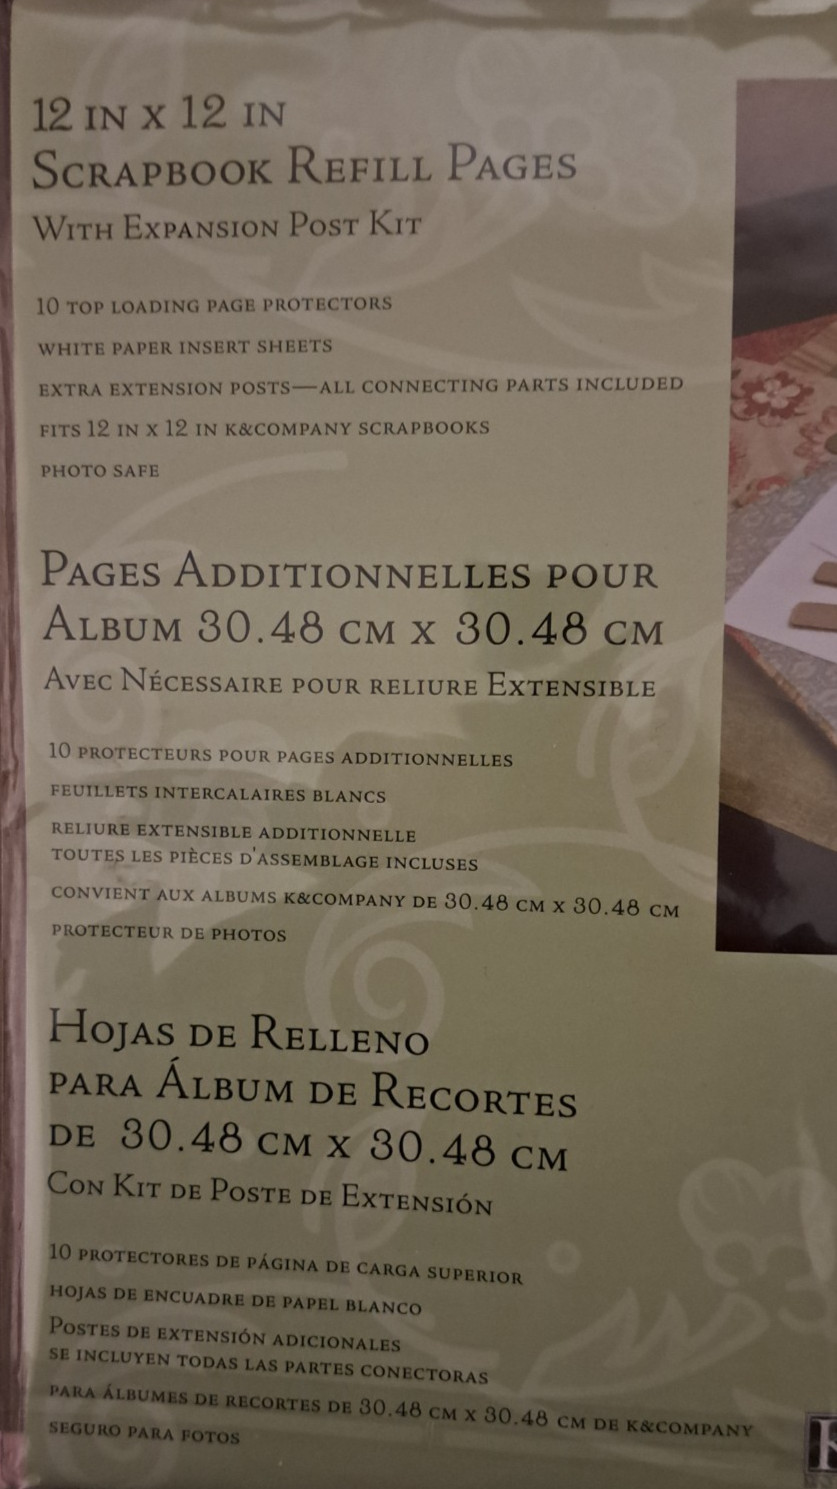 12 IN X 12 IN
SCRAPBOOK REFILL PAGES
WITH EXPANSION POST KIT
10 TOP LOADING PAGE PROTECTORS
WHITE PAPER INSERT SHEETS
EXTRA EXTENSION POSTS—ALL CONNECTING PARTS INCLUDED
FITS 12 IN X 12 IN K&COMPANY SCRAPBOOKS
PHOTO SAFE
PAGES ADDITIONNELLES POUR
ALBUM 30.48 CM X 30.48 CM
AVEC NÉCESSAIRE POUR RELIURE EXTENSIBLE
10 PROTECTEURS POUR PAGES ADDITIONNELLES
FEUILLETS INTERCALAIRES BLANCS
RELIURE EXTENSIBLE ADDITIONNELLE
TOUTES LES PIÈCES D'ASSEMBLAGE INCLUSES
CONVIENT AUX ALBUMS K&COMPANY DE 30.48 CM X 30.48 CM
PROTECTEUR DE PHOTOS
HOJAS DE RELLENO
PARA ÁLBUM DE RECORTES
DE 30.48 CM X 30.48 CM
CON KIT DE POSTE DE EXTENSIÓN
10 PROTECTORES DE PÁGINA DE CARGA SUPERIOR
HOJAS DE ENCUADRE DE PAPEL BLANCO
POSTES DE EXTENSIÓN ADICIONALES
SE INCLUYEN TODAS LAS PARTES CONECTORAS
PARA ÁLBUMES DE RECORTES DE 30.48 CM X 30.48 CM DE K&COMPANY
SEGURO PARA FOTOS